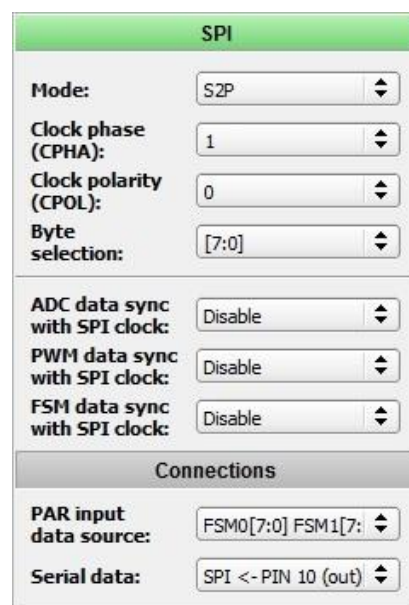 SPI
Mode: S2P
Clock phase
(CPHA): 1
Clock polarity
(CPOL): 0
Byte
selection: [7:0]
ADC data sync
with SPI clock: Disable
PWM data sync
with SPI clock: Disable
FSM data sync
with SPI clock: Disable
Connections
PAR input
data source: FSM0[7:0] FSM1[7:
Serial data: SPI <- PIN 10 (out)